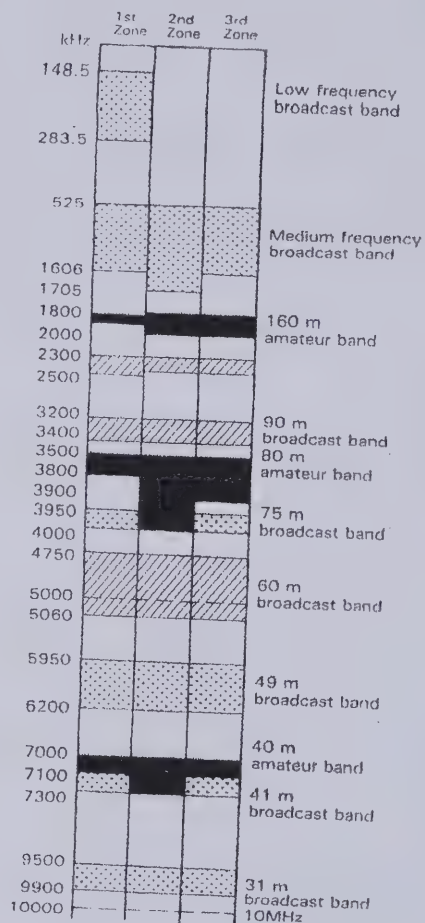 1st 2nd 3rd
Zone Zone Zone
kHz
148.5
Low frequency
broadcast band
283.5
525
Medium frequency
broadcast band
1606
1705
1800
160 m
2000
amateur band
2300
2500
3200
90 m
3400
broadcast band
3500
80 m
3800
amateur band
3900
3950
75 m
4000
broadcast band
4750
60 m
5000
broadcast band
5060
5950
49 m
broadcast band
6200
7000
40 m
amateur band
7100
41 m
7300
broadcast band
9500
31 m
9900
broadcast band
10000
10MHz